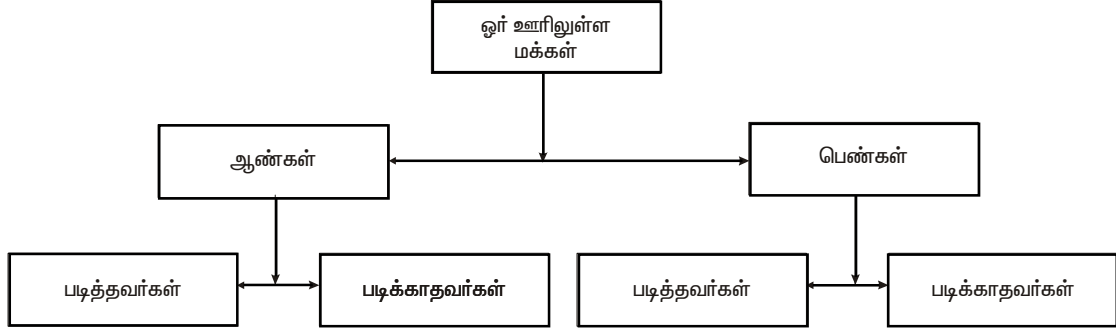 ஓர் ஊரிலுள்ள
மக்கள்
ஆண்கள்
பெண்கள்
படித்தவர்கள்
படிக்காதவர்கள்
படித்தவர்கள்
படிக்காதவர்கள்